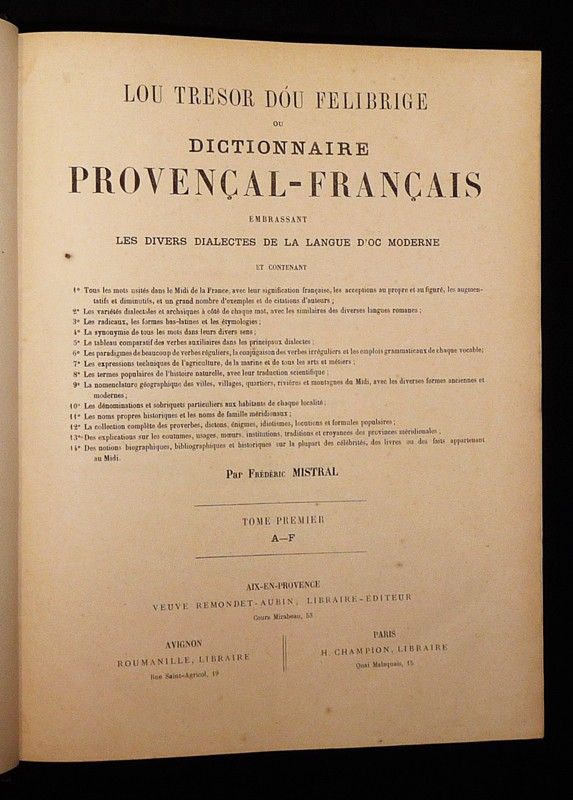 LOU TRESOR DÓU FELIBRIGE
OU
DICTIONNAIRE
PROVENÇAL-FRANÇAIS
EMBRASSANT
LES DIVERS DIALECTES DE LA LANGUE D'OC MODERNE
ET CONTENANT
1° Tous les mots usités dans le Midi de la France, avec leur signification française, les acceptions au propre et au figuré, les augmen-
tatifs et diminutifs, et un grand nombre d'exemples et de citations d'auteurs;
2° Les variétés dialectales et archaïques à côté de chaque mot, avec les similaires des diverses langues romanes;
3° Les radicaux, les formes bas-latines et les étymologies;
4° La synonymie de tous les mots dans leurs divers sens;
5° Le tableau comparatif des verbes auxiliaires dans les principaux dialectes;
6° Les paradigmes de beaucoup de verbes réguliers, la conjugaison des verbes irréguliers et les emplois grammaticaux de chaque vocable;
7° Les expressions techniques de l'agriculture, de la marine et de tous les arts et métiers;
8° Les termes populaires de l'histoire naturelle, avec leur traduction scientifique;
9° La nomenclature géographique des villes, villages, quartiers, rivières et montagnes du Midi, avec les diverses formes anciennes et
modernes;
10° Les dénominations et sobriquets particuliers aux habitants de chaque localité;
11° Les noms propres historiques et les noms de famille méridionaux;
12° La collection complète des proverbes, dictons, énigmes, idiotismes, locutions et formules populaires;
13° Des explications sur les coutumes, usages, mœurs, institutions, traditions et croyances des provinces méridionales;
14° Des notions biographiques, bibliographiques et historiques sur la plupart des célébrités, des livres ou des faits appartenant
au Midi.
Par FRÉDÉRIC MISTRAL
TOME PREMIER
A—F
AIX-EN-PROVENCE
VEUVE REMONDET-AUBIN, LIBRAIRE-ÉDITEUR
Cours Mirabeau, 53
AVIGNON
ROUMANILLE, LIBRAIRE
Rue Saint-Agricol, 19
PARIS
H. CHAMPION, LIBRAIRE
Quai Malaquais, 15